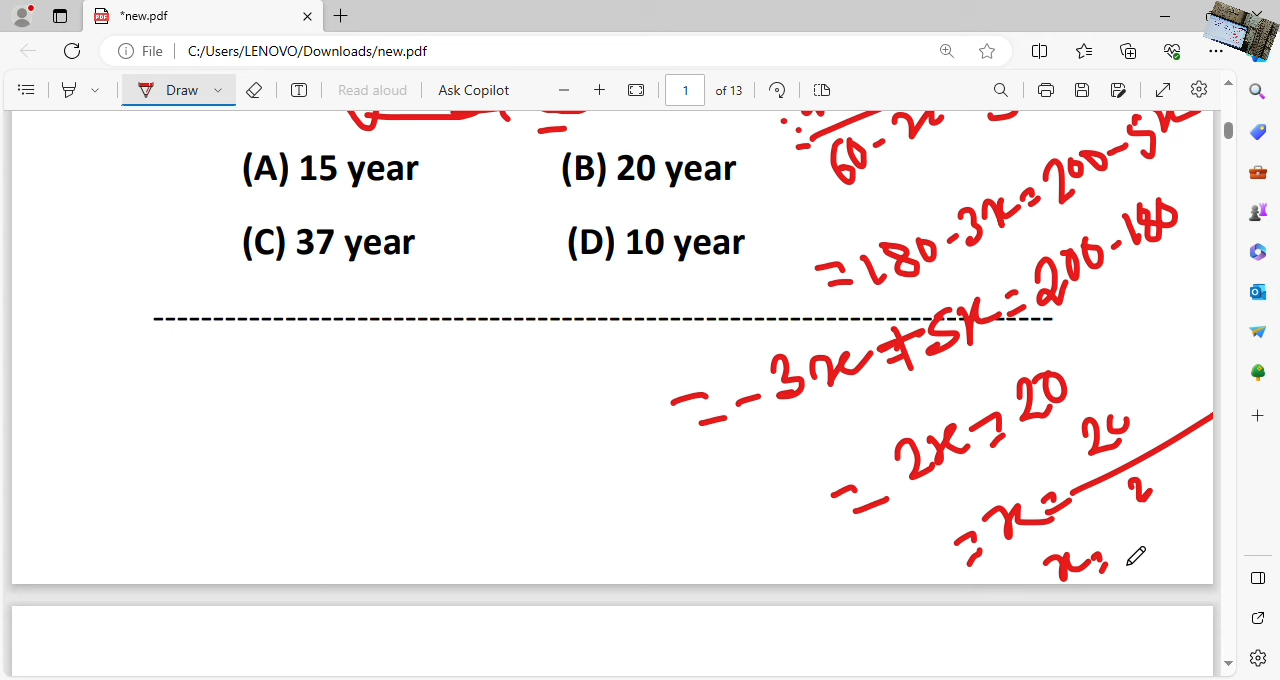 *new.pdf
File C:/Users/LENOVO/Downloads/new.pdf
Draw Read aloud Ask Copilot 1 of 13
60-2x
(A) 15 year (B) 20 year
(C) 37 year (D) 10 year
=180-3x=200-5x
=-3x+5x=200-180
=2x=20
=x=20/2
x=